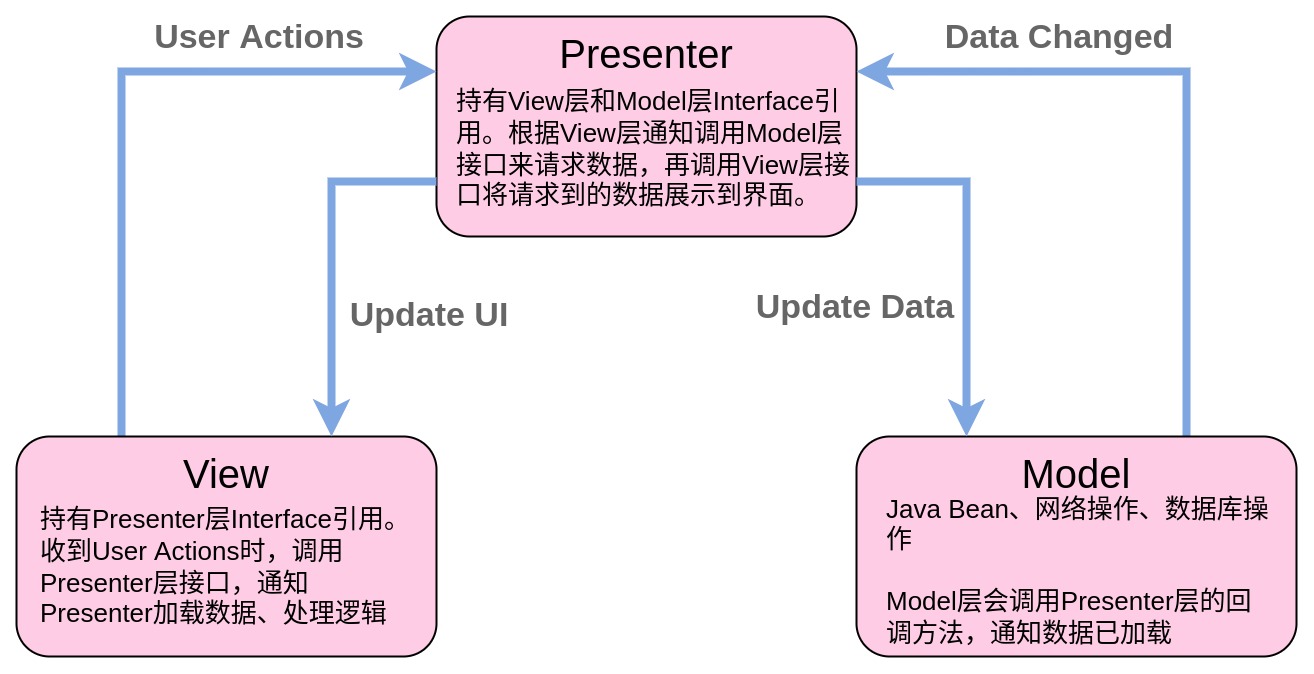 User Actions
Data Changed
Presenter
持有View层和Model层Interface引
用。根据View层通知调用Model层
接口来请求数据，再调用View层接
口将请求到的数据展示到界面。
Update UI
Update Data
View
持有Presenter层Interface引用。
收到User Actions时，调用
Presenter层接口，通知
Presenter加载数据、处理逻辑
Model
Java Bean、网络操作、数据库操
作
Model层会调用Presenter层的回
调方法，通知数据已加载